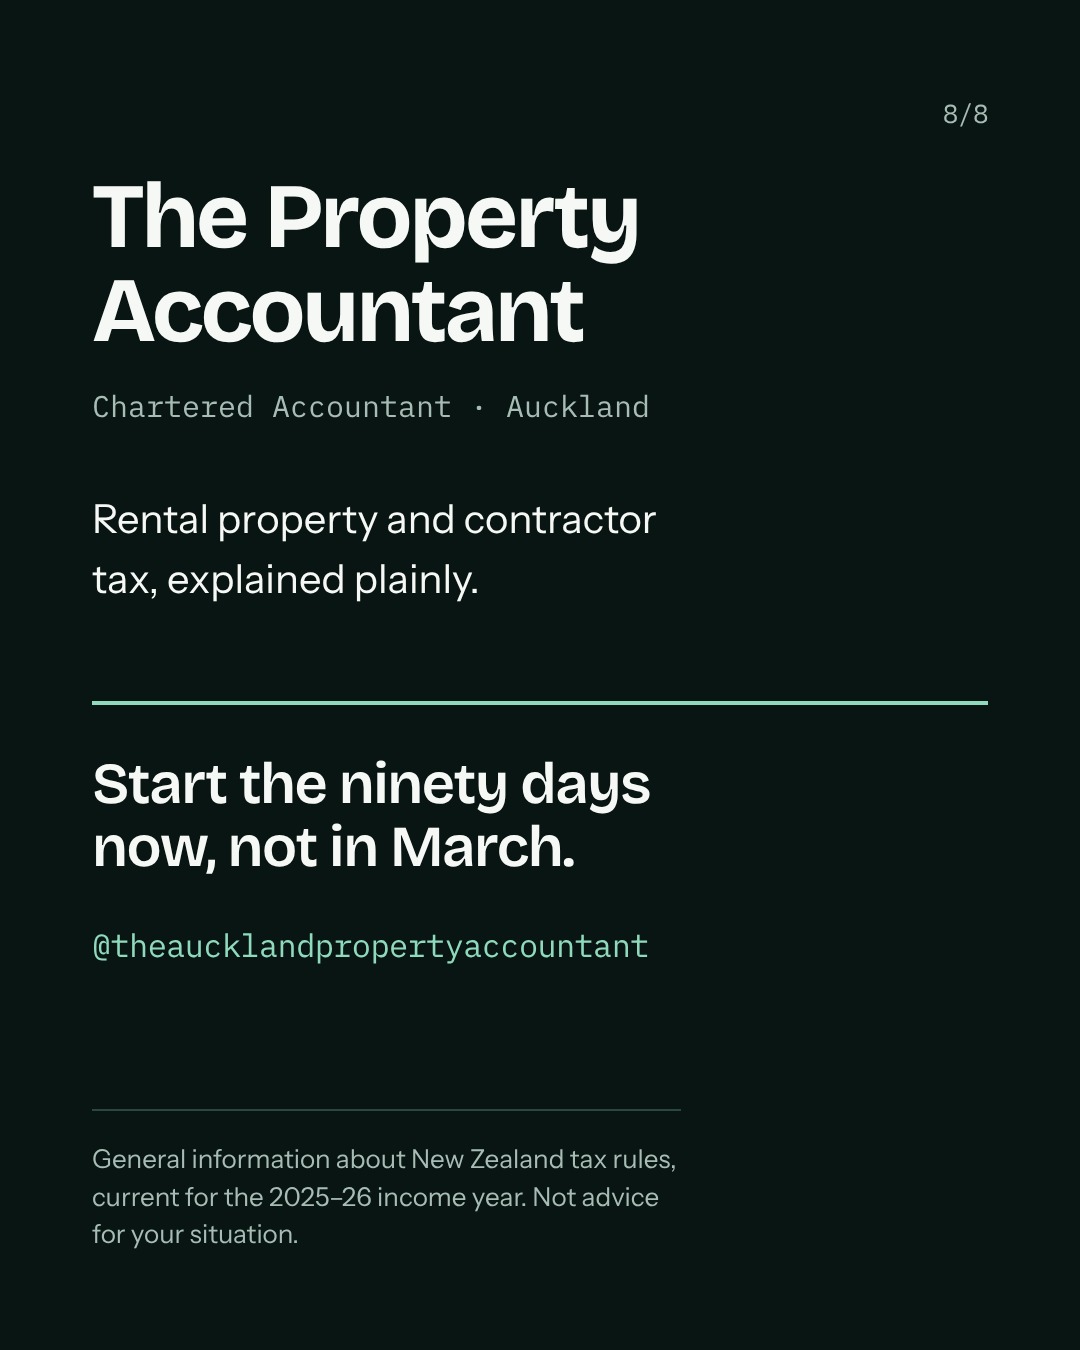 8/8
The Property
Accountant
Chartered Accountant · Auckland
Rental property and contractor
tax, explained plainly.
Start the ninety days
now, not in March.
@theaucklandpropertyaccountant
General information about New Zealand tax rules,
current for the 2025–26 income year. Not advice
for your situation.